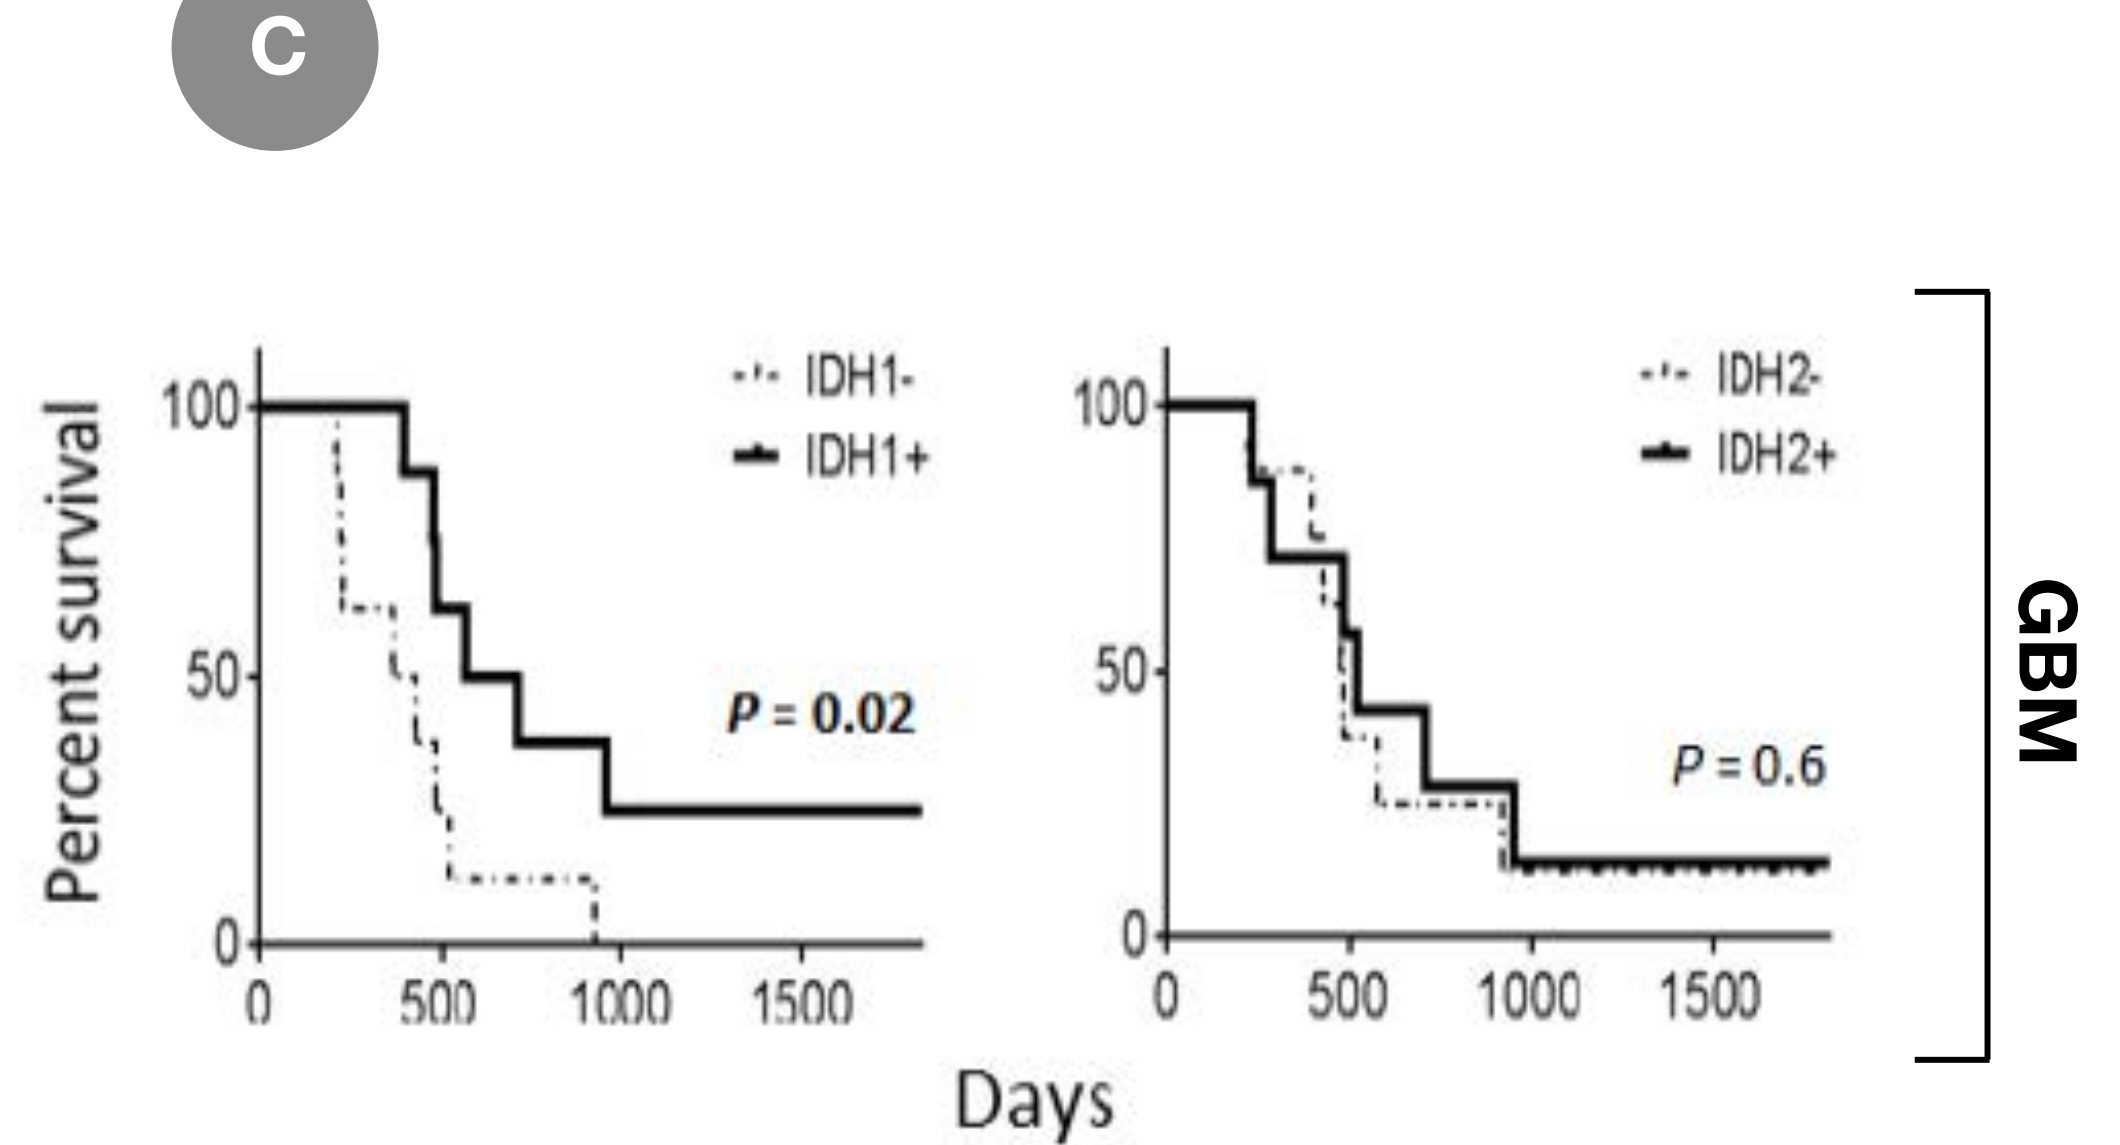 C
Percent survival
100
50
0
0 500 1000 1500
IDH1-
IDH1+
P = 0.02
100
50
0
0 500 1000 1500
IDH2-
IDH2+
P = 0.6
Days
GBM